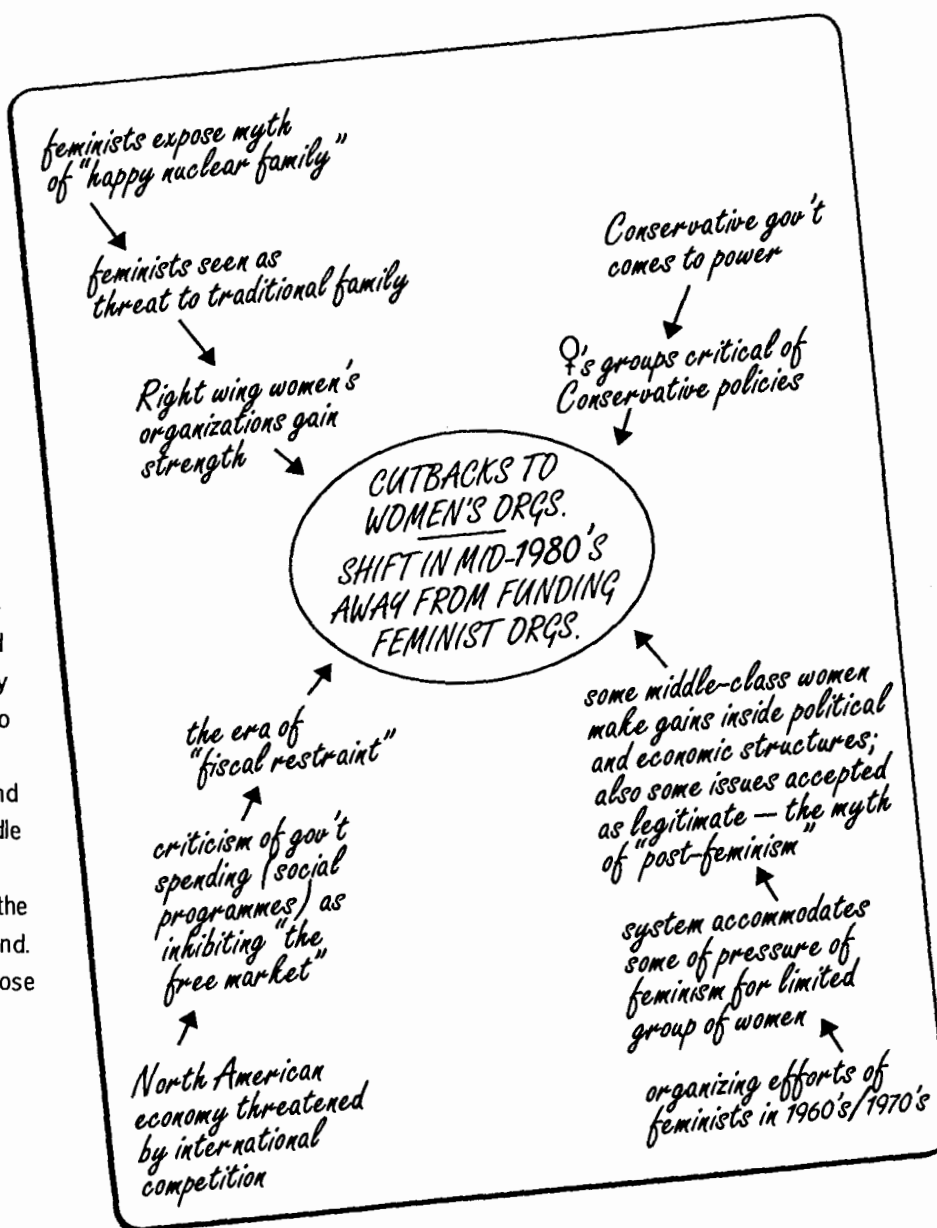 feminists expose myth
of "happy nuclear family"
feminists seen as
threat to traditional family
Right wing women's
organizations gain
strength
Conservative gov't
comes to power
♀'s groups critical of
Conservative policies
CUTBACKS TO
WOMEN'S ORGS.
SHIFT IN MID-1980'S
AWAY FROM FUNDING
FEMINIST ORGS.
the era of
"fiscal restraint"
criticism of gov't
spending (social
programmes) as
inhibiting "the
free market"
North American
economy threatened
by international
competition
some middle-class women
make gains inside political
and economic structures;
also some issues accepted
as legitimate — the myth
of "post-feminism"
system accommodates
some of pressure of
feminism for limited
group of women
organizing efforts of
feminists in 1960's/1970's
nd
the
nd.
ose